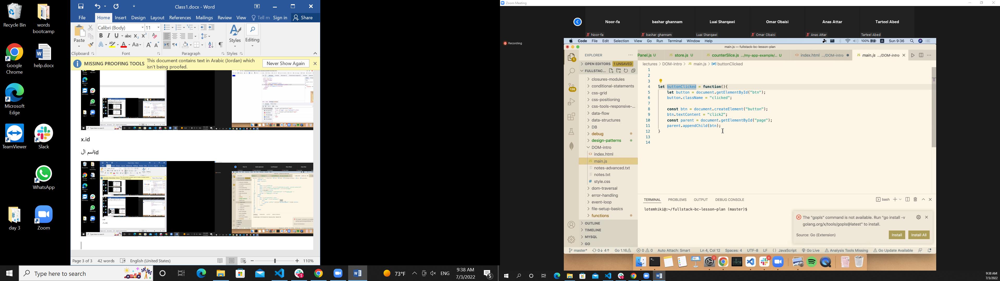 Recycle Bin
words bootcamp
Google Chrome
help.docx
Microsoft Edge
TeamViewer
Slack
WhatsApp
day 3
Zoom
Class1.docx - Word
File Home Insert Design Layout References Mailings Review View Tell m Sign in Share
Calibri (Body) 11
Paste
Styles
Editing
Clipboard Font Paragraph Styles
MISSING PROOFING TOOLS This document contains text in Arabic (Jordan) which isn't being proofed. Never Show Again
x.id
اسم الid
Page 3 of 3 42 words English (United States) 110%
Type here to search
73°F ENG 9:38 AM
7/3/2022
5
Zoom Meeting
Noor-fa bashar ghannam Luai Sharqawi Omar Obaisi Anas Attar Tarteel Abed
Noor-fa bashar ghannam Luai Sharqawi Omar Obaisi Anas Attar Tarteel Abed
Recording
Code File Edit Selection View Go Run Terminal Window Help 100% Sun 9:36
main.js — fullstack-bc-lesson-plan
EXPLORER
Panel.js U store.js U counterSlice.js .../my-app-example/... U index.html .../DOM-intro main.js .../DOM-intro
OPEN EDITORS 1 UNSAVED
lectures > DOM-intro > main.js > buttonClicked
FULLSTAC...
closures-modules
conditional-statements
css-grid
css-positioning
css-tools-responsive-...
data-flow
data-structures
DB
debug
design-patterns
DOM-intro
index.html
main.js
notes-advanced.txt
notes.txt
style.css
dom-traversal
error-handling
event-loop
file-setup-basics
functions
OUTLINE
TIMELINE
MYSQL
GO
1
126
1
2
3
4 let buttonClicked = function(){
5 let button = document.getElementById("btn");
6 button.className = "clicked";
7
8 const btn = document.createElement("button");
9 btn.textContent = "click2";
10 const parent = document.getElementById("page");
11 parent.appendChild(btn);
12 }
13
14
TERMINAL PROBLEMS OUTPUT DEBUG CONSOLE bash
lotemhiki@:~/fullstack-bc-lesson-plan (master)$
The "gopls" command is not available. Run "go install -v
golang.org/x/tools/gopls@latest" to install.
Source: Go (Extension) Install Install All
master* 0↓ 4↑ Go 1.16 0 0 Auto Attach: Smart Ln 4, Col 12 Spaces: 4 UTF-8 LF JavaScript Go Live Analysis Tools Missing Go Update Available
9:38 AM
7/3/2022